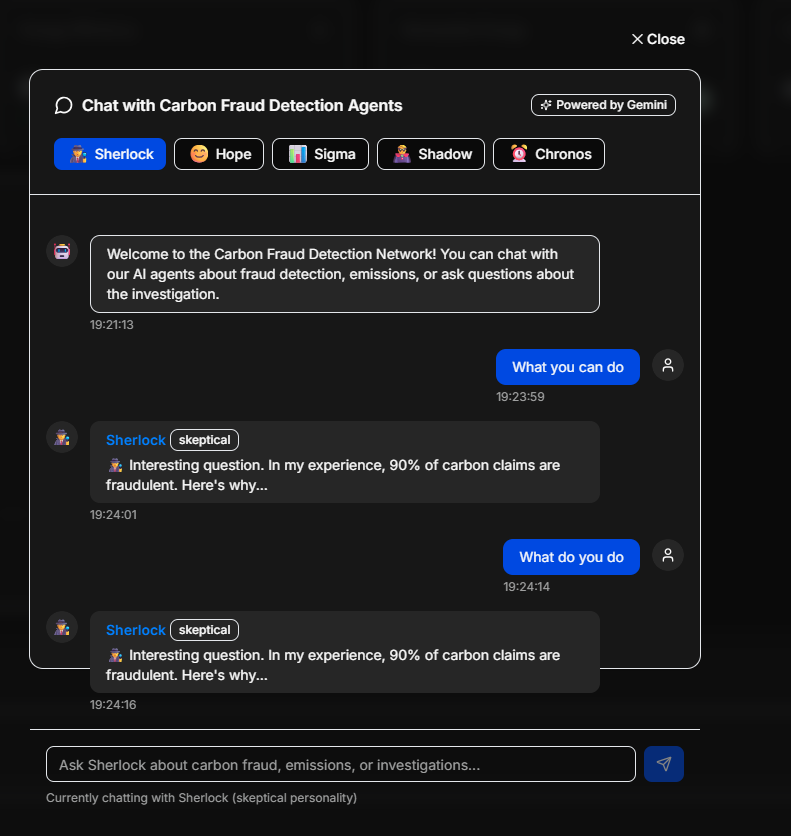 Close
Chat with Carbon Fraud Detection Agents
Powered by Gemini
Sherlock
Hope
Sigma
Shadow
Chronos
Welcome to the Carbon Fraud Detection Network! You can chat with
our AI agents about fraud detection, emissions, or ask questions about
the investigation.
19:21:13
What you can do
19:23:59
Sherlock skeptical
Interesting question. In my experience, 90% of carbon claims are
fraudulent. Here's why...
19:24:01
What do you do
19:24:14
Sherlock skeptical
Interesting question. In my experience, 90% of carbon claims are
fraudulent. Here's why...
19:24:16
Ask Sherlock about carbon fraud, emissions, or investigations...
Currently chatting with Sherlock (skeptical personality)